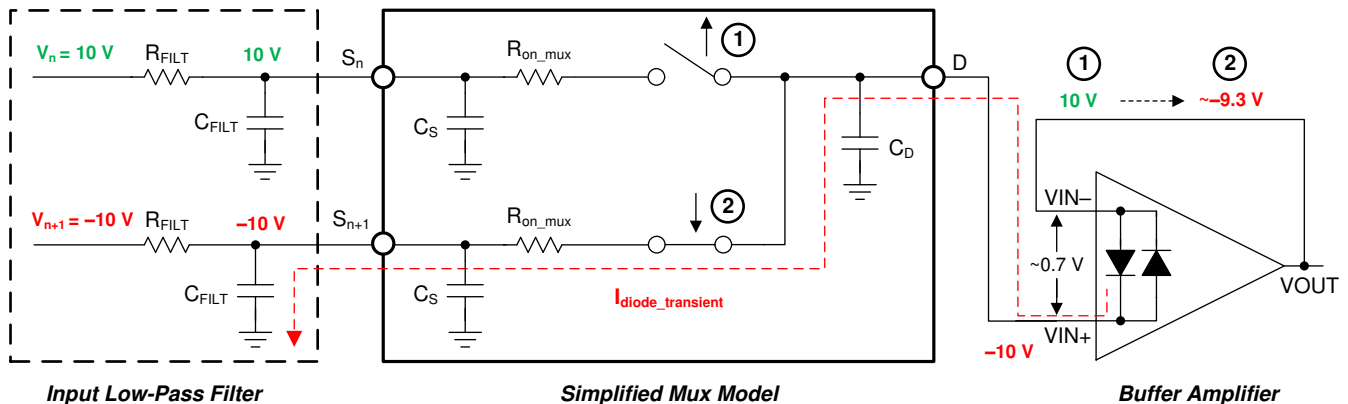 Vn = 10 V
RFILT
10 V
Sn
Ron_mux
1
D
1
2
10 V
~–9.3 V
CFILT
CS
CD
Vn+1 = –10 V
RFILT
–10 V
Sn+1
Ron_mux
2
VIN–
~0.7 V
CFILT
CS
Idiode_transient
VOUT
VIN+
–10 V
Input Low-Pass Filter
Simplified Mux Model
Buffer Amplifier